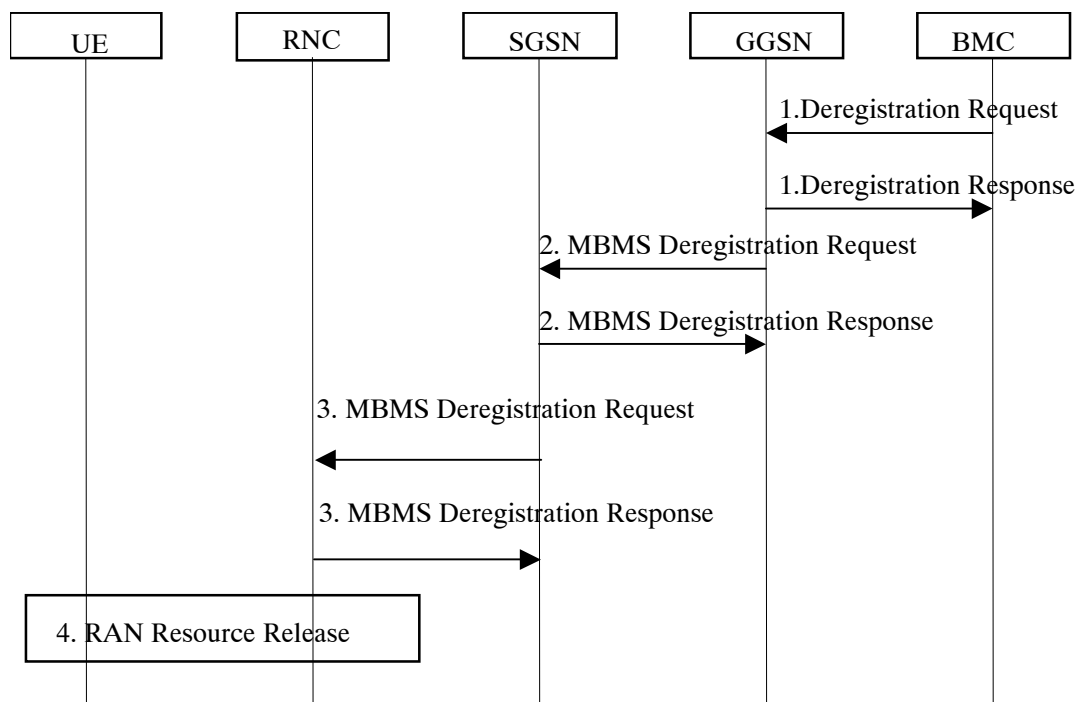 UE
RNC
SGSN
GGSN
BMC
1.Deregistration Request
1.Deregistration Response
2. MBMS Deregistration Request
2. MBMS Deregistration Response
3. MBMS Deregistration Request
3. MBMS Deregistration Response
4. RAN Resource Release